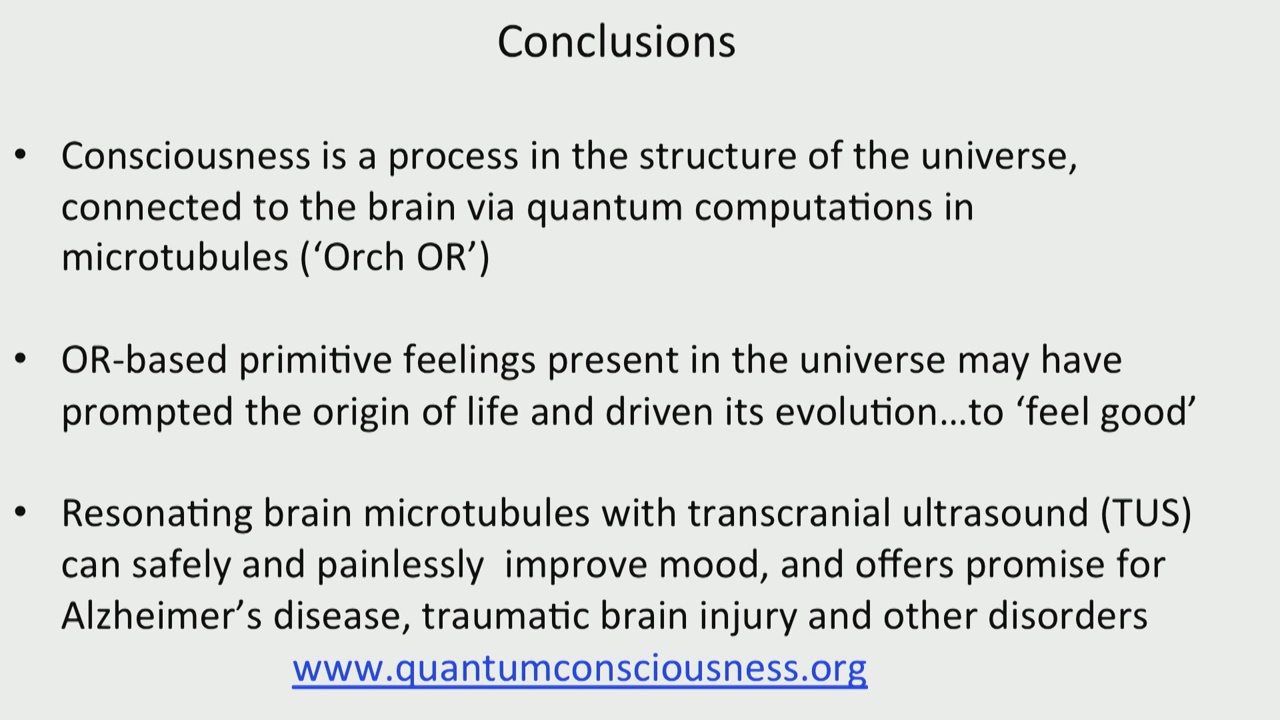 Conclusions
• Consciousness is a process in the structure of the universe,
connected to the brain via quantum computations in
microtubules (‘Orch OR’)
• OR-based primitive feelings present in the universe may have
prompted the origin of life and driven its evolution…to ‘feel good’
• Resonating brain microtubules with transcranial ultrasound (TUS)
can safely and painlessly  improve mood, and offers promise for
Alzheimer’s disease, traumatic brain injury and other disorders
www.quantumconsciousness.org